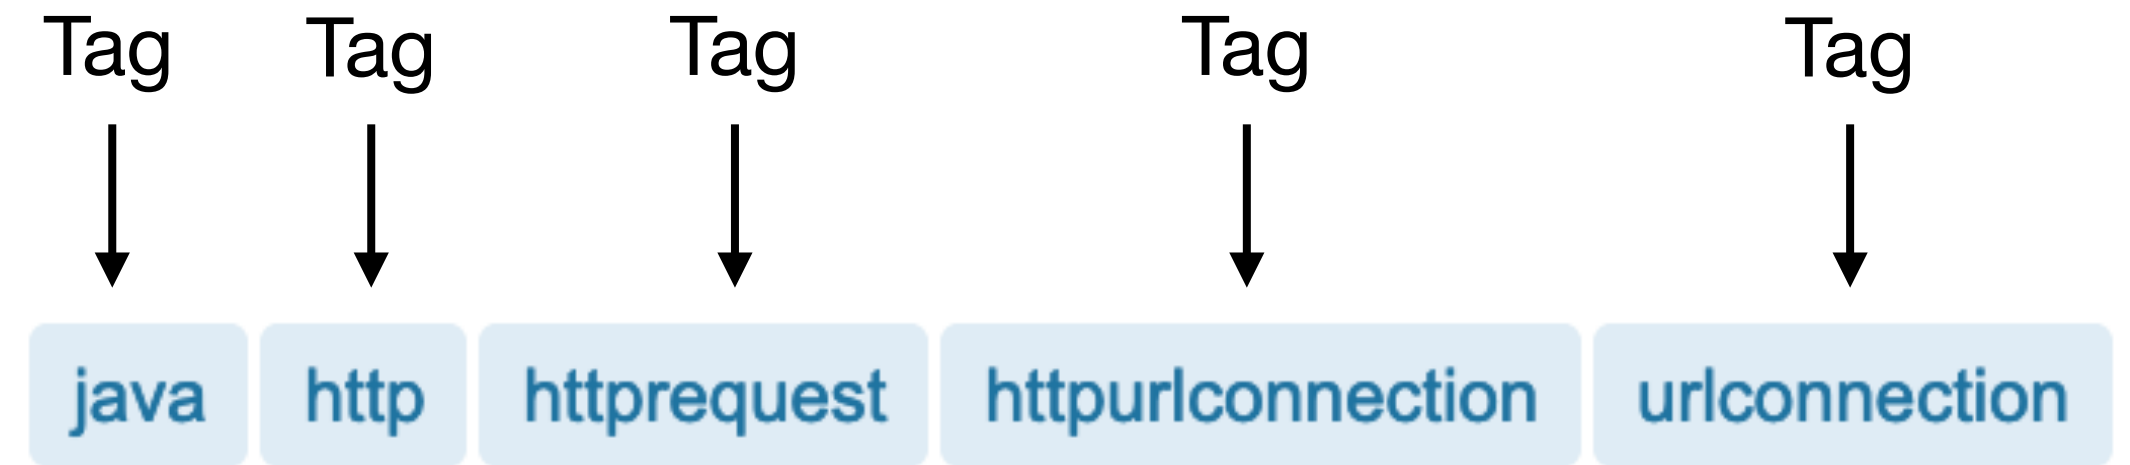 Tag Tag Tag Tag Tag
java http httprequest httpurlconnection urlconnection